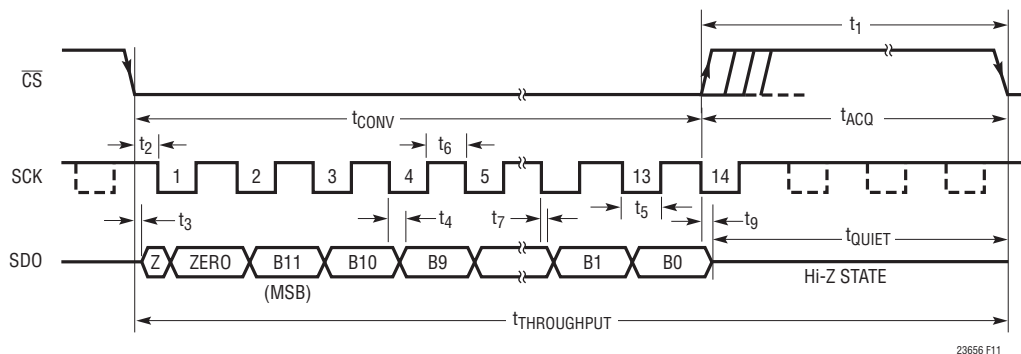 t1
CS
tCONV
tACQ
t2
t6
SCK
1
2
3
4
5
13
14
t3
t4
t7
t5
t9
tQUIET
SDO
Z
ZERO
B11
B10
B9
B1
B0
(MSB)
Hi-Z STATE
tTHROUGHPUT
23656 F11